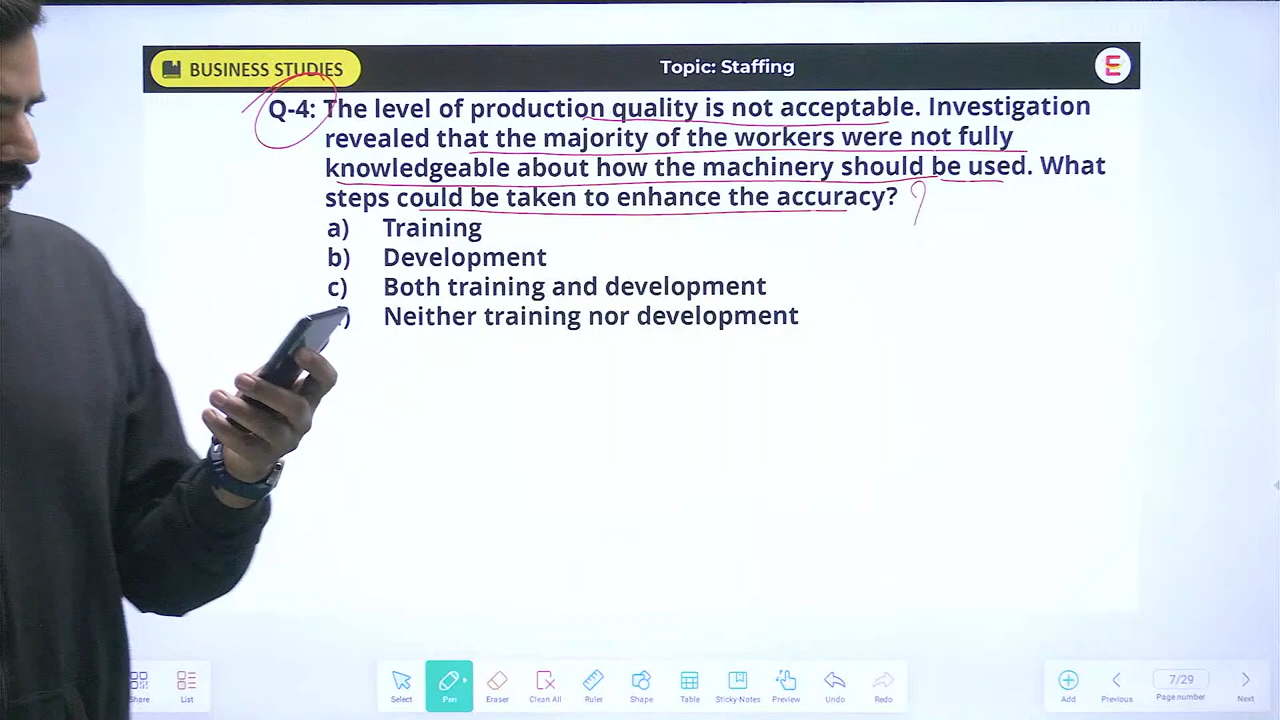 BUSINESS STUDIES
Topic: Staffing
E
Q-4: The level of production quality is not acceptable. Investigation
revealed that the majority of the workers were not fully
knowledgeable about how the machinery should be used. What
steps could be taken to enhance the accuracy? ?
a) Training
b) Development
c) Both training and development
) Neither training nor development
Share
List
Select
Pen
Eraser
Clean All
Ruler
Shape
Table
Sticky-Notes
Preview
Undo
Redo
Add
Previous
7/29
Page number
Next